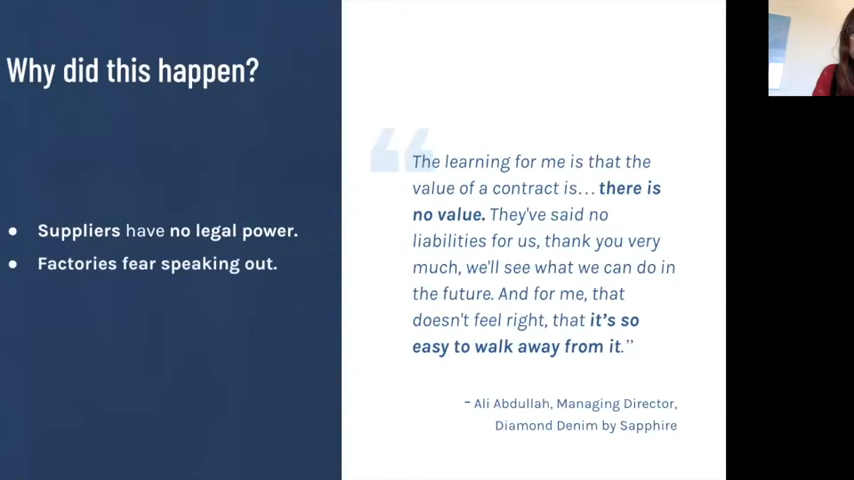 Why did this happen?
● Suppliers have no legal power.
● Factories fear speaking out.
“
The learning for me is that the
value of a contract is... there is
no value. They've said no
liabilities for us, thank you very
much, we'll see what we can do in
the future. And for me, that
doesn't feel right, that it's so
easy to walk away from it.”
– Ali Abdullah, Managing Director,
Diamond Denim by Sapphire